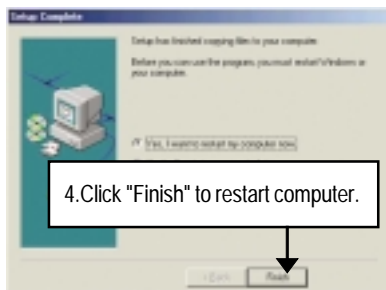 Setup Complete
Setup has finished copying files to your computer.
Before you can use the program, you must restart Windows or
your computer.
Yes, I want to restart my computer now.
4.Click "Finish" to restart computer.
< Back
Finish